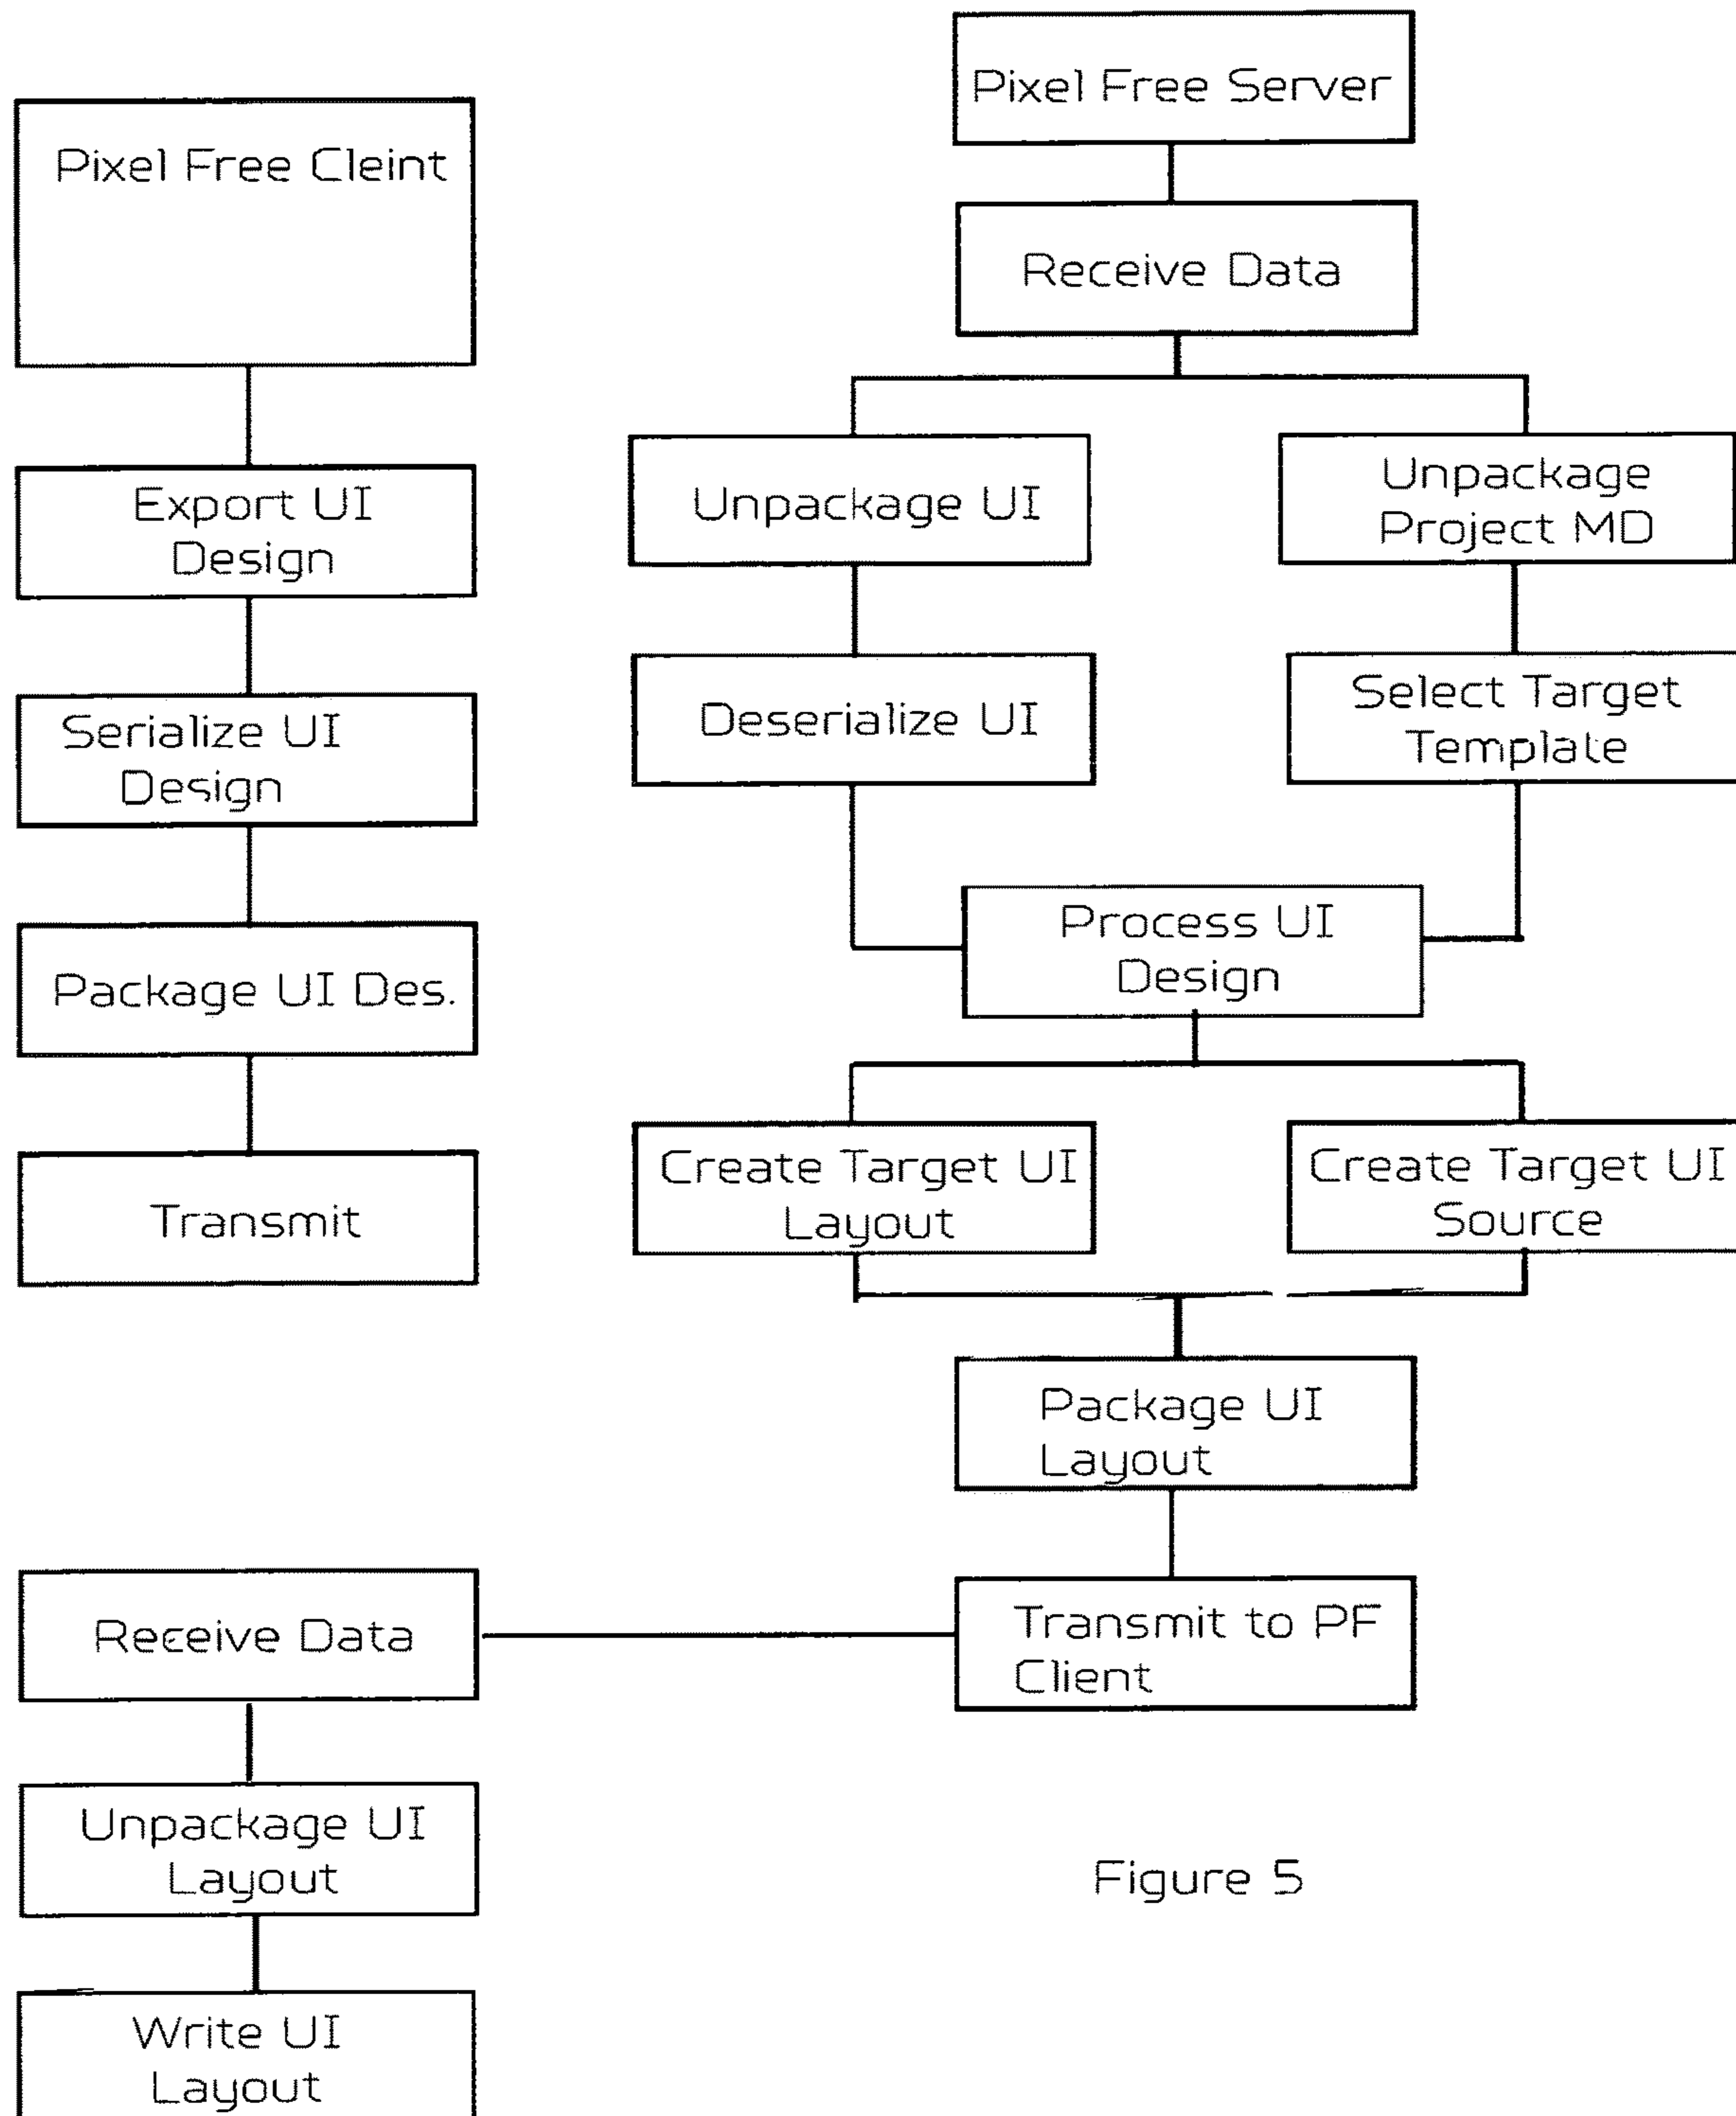 Pixel Free Cleint
Export UI
Design
Serialize UI
Design
Package UI Des.
Transmit
Pixel Free Server
Receive Data
Unpackage UI
Unpackage
Project MD
Deserialize UI
Select Target
Template
Process UI
Design
Create Target UI
Layout
Create Target UI
Source
Package UI
Layout
Transmit to PF
Client
Receive Data
Unpackage UI
Layout
Write UI
Layout
Figure 5